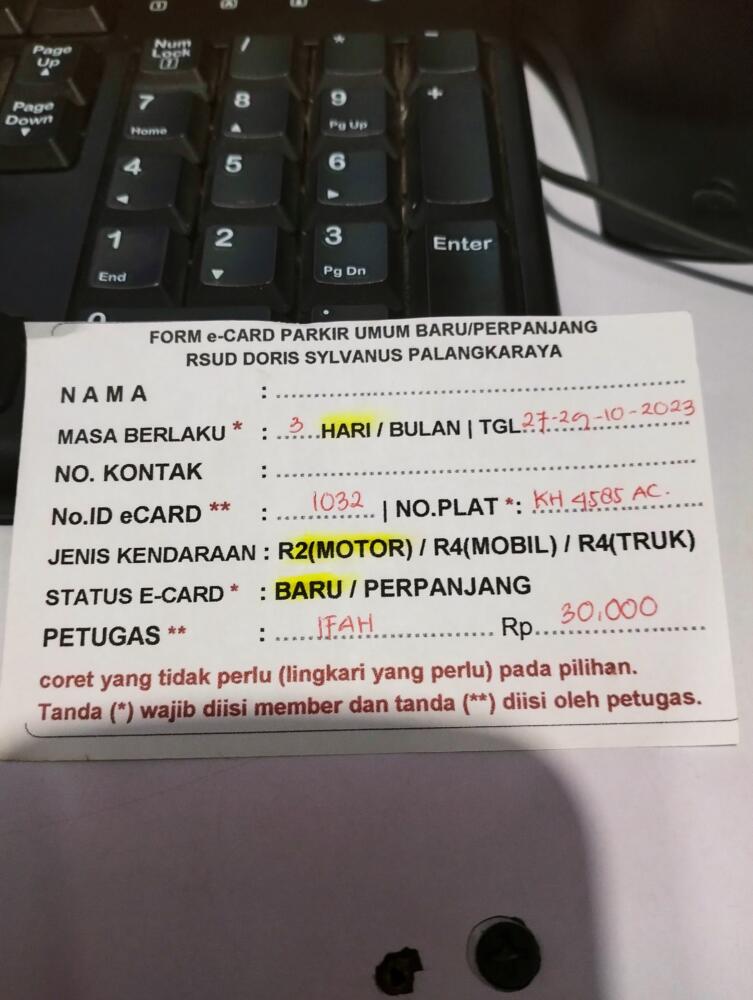 Page Up
Num Lock
/
*
-
Page Down
7 Home
8
9 Pg Up
+
4
5
6
1 End
2
3 Pg Dn
Enter
0
.
FORM e-CARD PARKIR UMUM BARU/PERPANJANG
RSUD DORIS SYLVANUS PALANGKARAYA
N A M A : ..............................
MASA BERLAKU * : ...3...HARI / BULAN | TGL.27-29-10-2023
NO. KONTAK : ..............................
No.ID eCARD ** : ...1032... | NO.PLAT *: KH 4585 AC.
JENIS KENDARAAN : R2(MOTOR) / R4(MOBIL) / R4(TRUK)
STATUS E-CARD * : BARU / PERPANJANG
PETUGAS ** : ...IFAH... Rp...30.000...
coret yang tidak perlu (lingkari yang perlu) pada pilihan.
Tanda (*) wajib diisi member dan tanda (**) diisi oleh petugas.